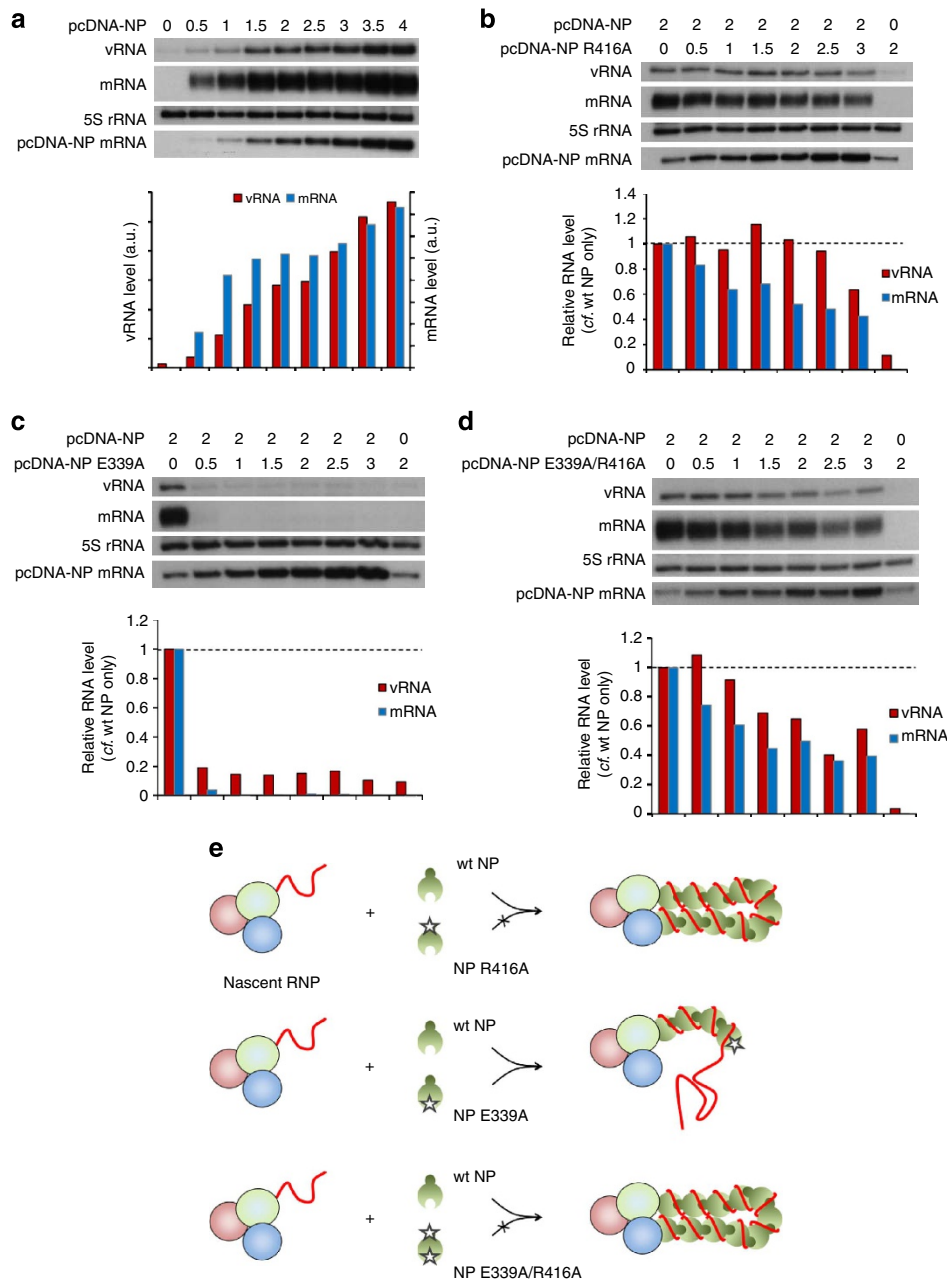 a
pcDNA-NP 0 0.5 1 1.5 2 2.5 3 3.5 4
vRNA
mRNA
5S rRNA
pcDNA-NP mRNA
vRNA mRNA
vRNA level (a.u.)
mRNA level (a.u.)
b
pcDNA-NP 2 2 2 2 2 2 2 0
pcDNA-NP R416A 0 0.5 1 1.5 2 2.5 3 2
vRNA
mRNA
5S rRNA
pcDNA-NP mRNA
1.4
1.2
1
0.8
0.6
0.4
0.2
0
Relative RNA level
(cf. wt NP only)
vRNA
mRNA
c
pcDNA-NP 2 2 2 2 2 2 2 0
pcDNA-NP E339A 0 0.5 1 1.5 2 2.5 3 2
vRNA
mRNA
5S rRNA
pcDNA-NP mRNA
1.2
1
0.8
0.6
0.4
0.2
0
Relative RNA level
(cf. wt NP only)
vRNA
mRNA
d
pcDNA-NP 2 2 2 2 2 2 2 0
pcDNA-NP E339A/R416A 0 0.5 1 1.5 2 2.5 3 2
vRNA
mRNA
5S rRNA
pcDNA-NP mRNA
1.2
1
0.8
0.6
0.4
0.2
0
Relative RNA level
(cf. wt NP only)
vRNA
mRNA
e
wt NP
+
NP R416A
Nascent RNP
wt NP
+
NP E339A
wt NP
+
NP E339A/R416A